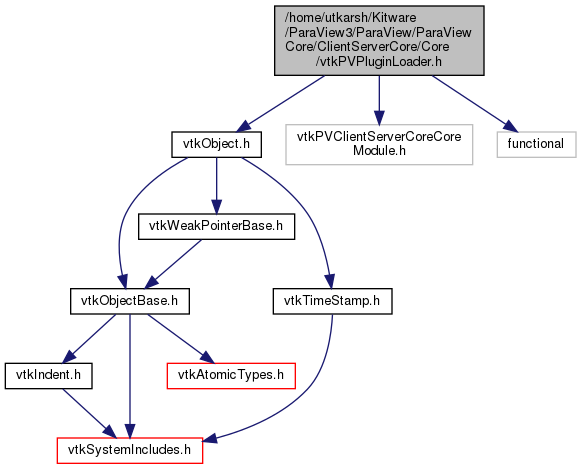 /home/utkarsh/Kitware
/ParaView3/ParaView/ParaView
Core/ClientServerCore/Core
/vtkPVPluginLoader.h
vtkObject.h
vtkPVClientServerCoreCore
Module.h
functional
vtkWeakPointerBase.h
vtkObjectBase.h
vtkTimeStamp.h
vtkIndent.h
vtkAtomicTypes.h
vtkSystemIncludes.h